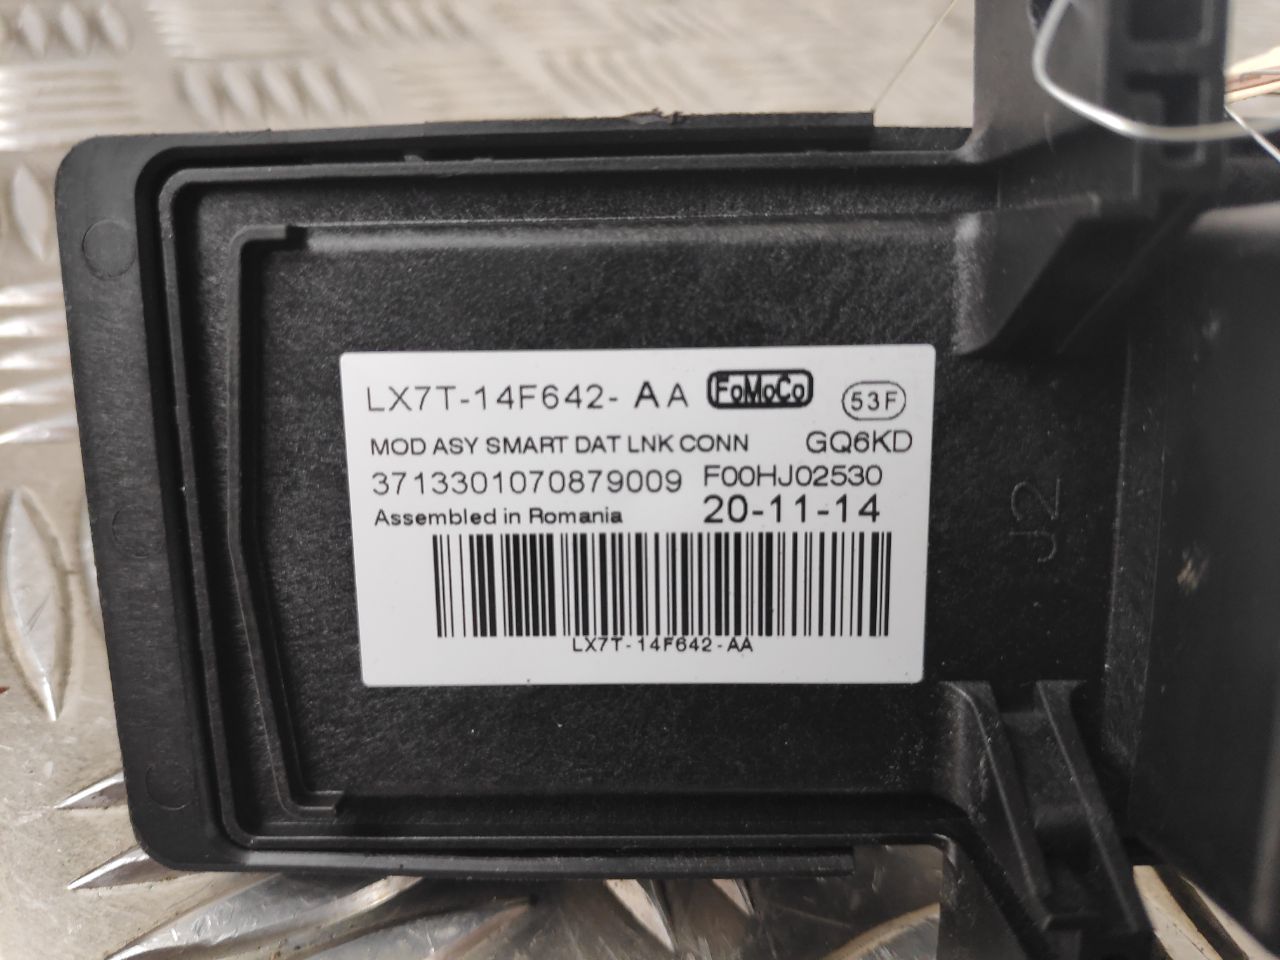 LX7T-14F642- AA FoMoCo 53F
MOD ASY SMART DAT LNK CONN GQ6KD
3713301070879009 F00HJ02530
Assembled in Romania 20-11-14
LX7T-14F642-AA
J2